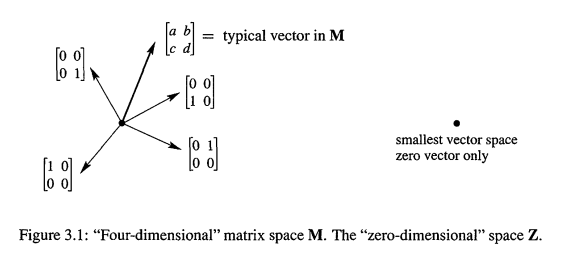 [a b]
[c d] = typical vector in M
[0 0]
[0 1]
[0 0]
[1 0]
[0 1]
[0 0]
[1 0]
[0 0]
smallest vector space
zero vector only
Figure 3.1: “Four-dimensional” matrix space M. The “zero-dimensional” space Z.